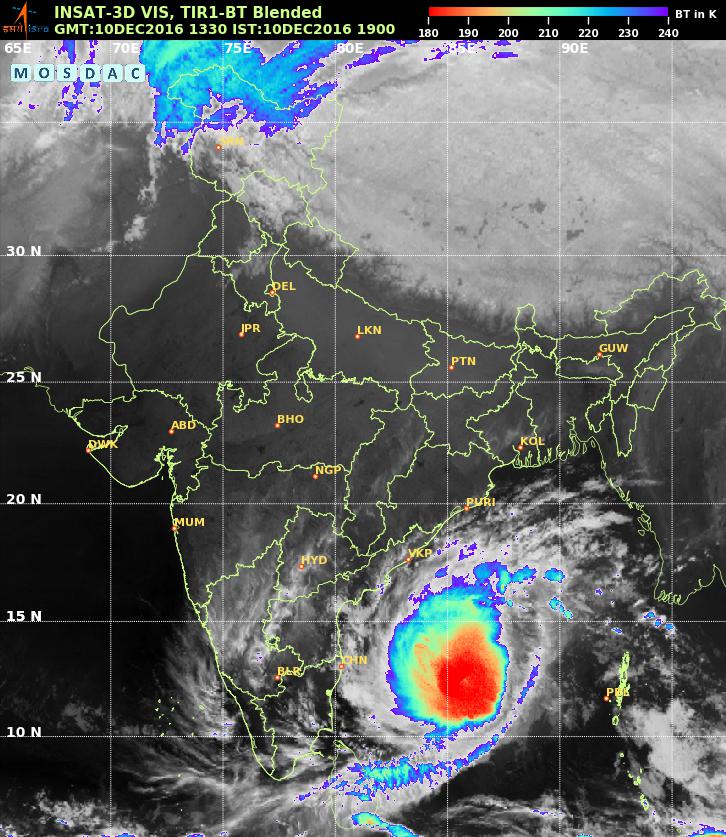 INSAT-3D VIS, TIR1-BT Blended
GMT:10DEC2016 1330 IST:10DEC2016 1900
BT in K
180 190 200 210 220 230 240
65E 70E 75E 80E 85E 90E
MOSDAC
SRN
30 N
DEL
JPR LKN
GUW
PTN
25 N
BHO
ABD
KOL
DWK
NGP
20 N
PURI
MUM
VKP
HYD
15 N
CHN
BLR
PBL
10 N